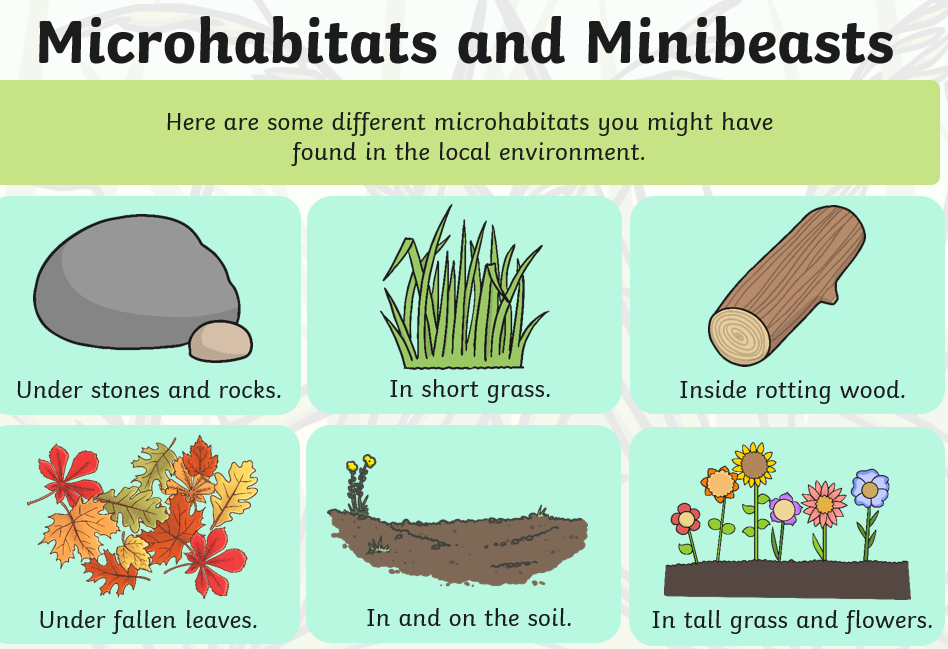 Microhabitats and Minibeasts
Here are some different microhabitats you might have
found in the local environment.
Under stones and rocks.
In short grass.
Inside rotting wood.
Under fallen leaves.
In and on the soil.
In tall grass and flowers.